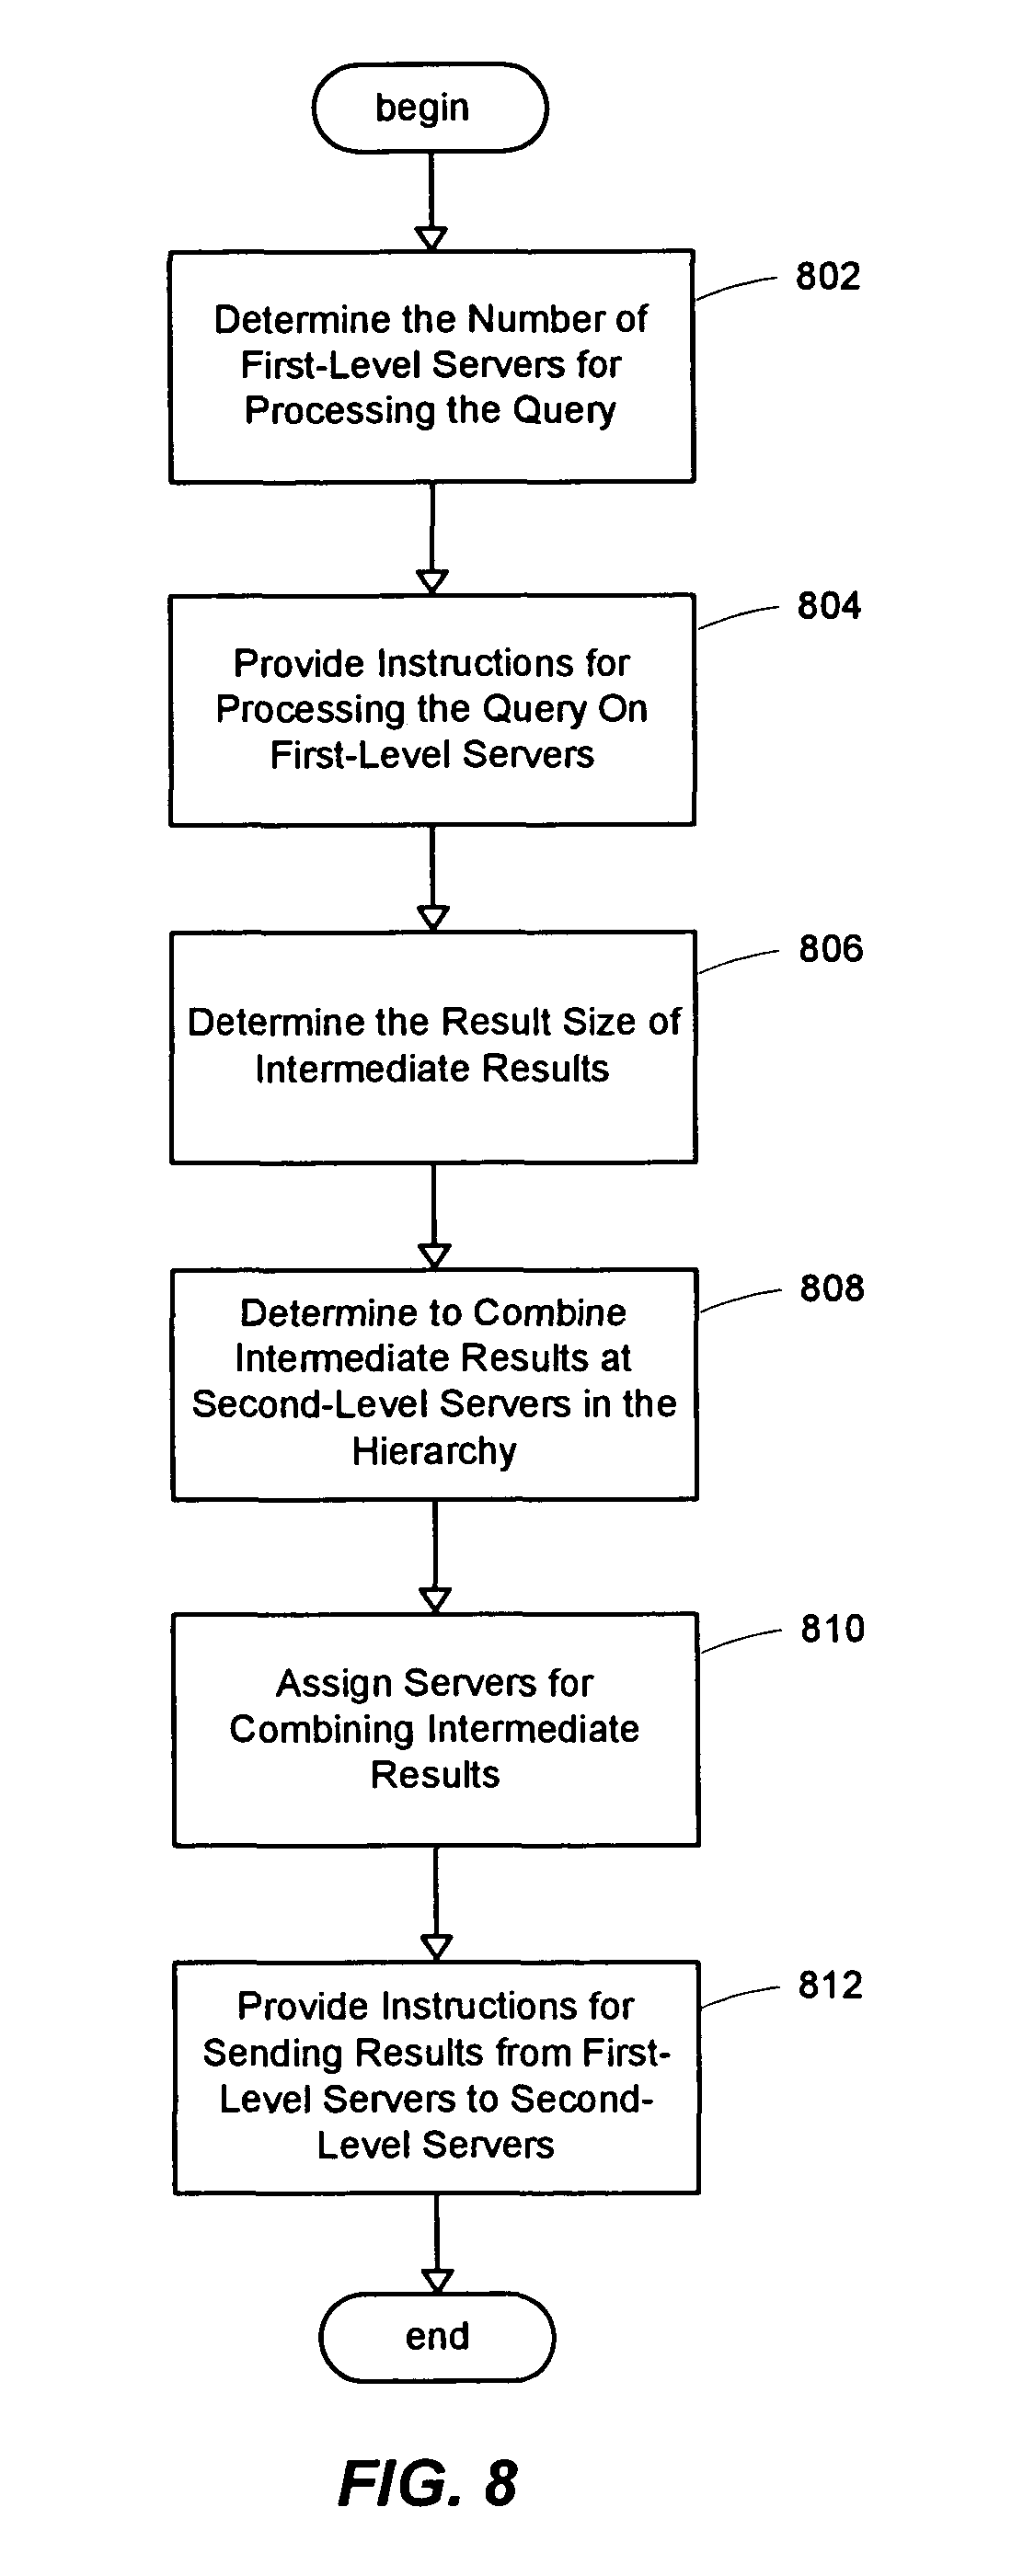 begin
802
Determine the Number of
First-Level Servers for
Processing the Query
804
Provide Instructions for
Processing the Query On
First-Level Servers
806
Determine the Result Size of
Intermediate Results
808
Determine to Combine
Intermediate Results at
Second-Level Servers in the
Hierarchy
810
Assign Servers for
Combining Intermediate
Results
812
Provide Instructions for
Sending Results from First-
Level Servers to Second-
Level Servers
end
FIG. 8